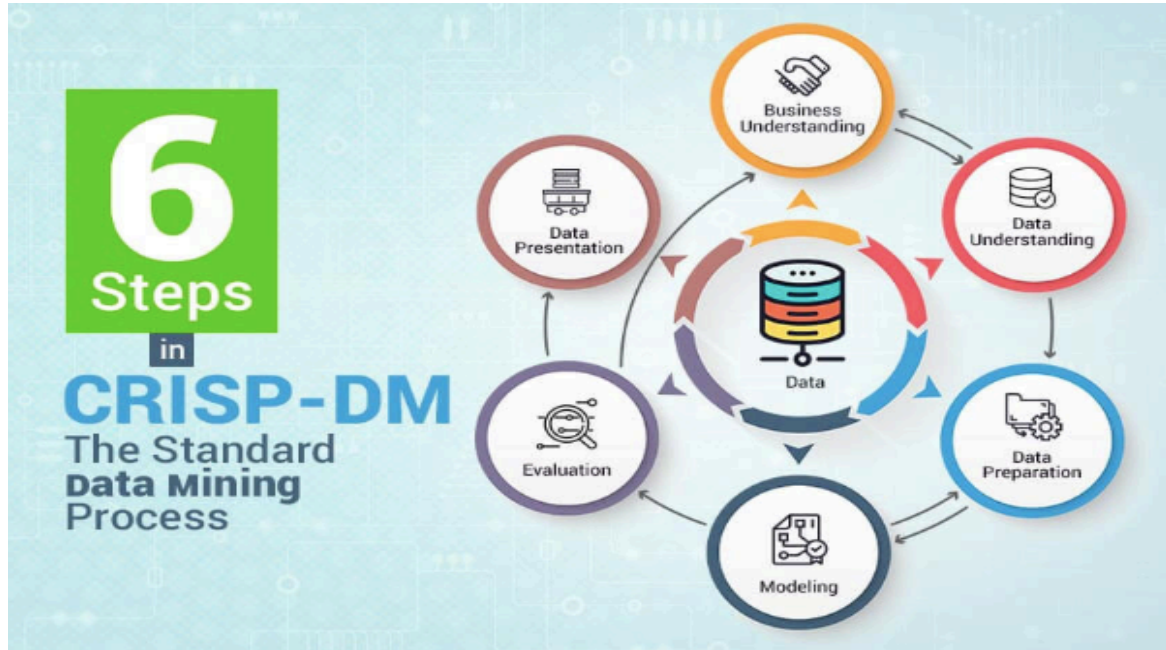 6
Steps
in
CRISP-DM
The Standard
Data Mining
Process
Business
Understanding
Data
Understanding
Data
Preparation
Modeling
Evaluation
Data
Presentation
Data